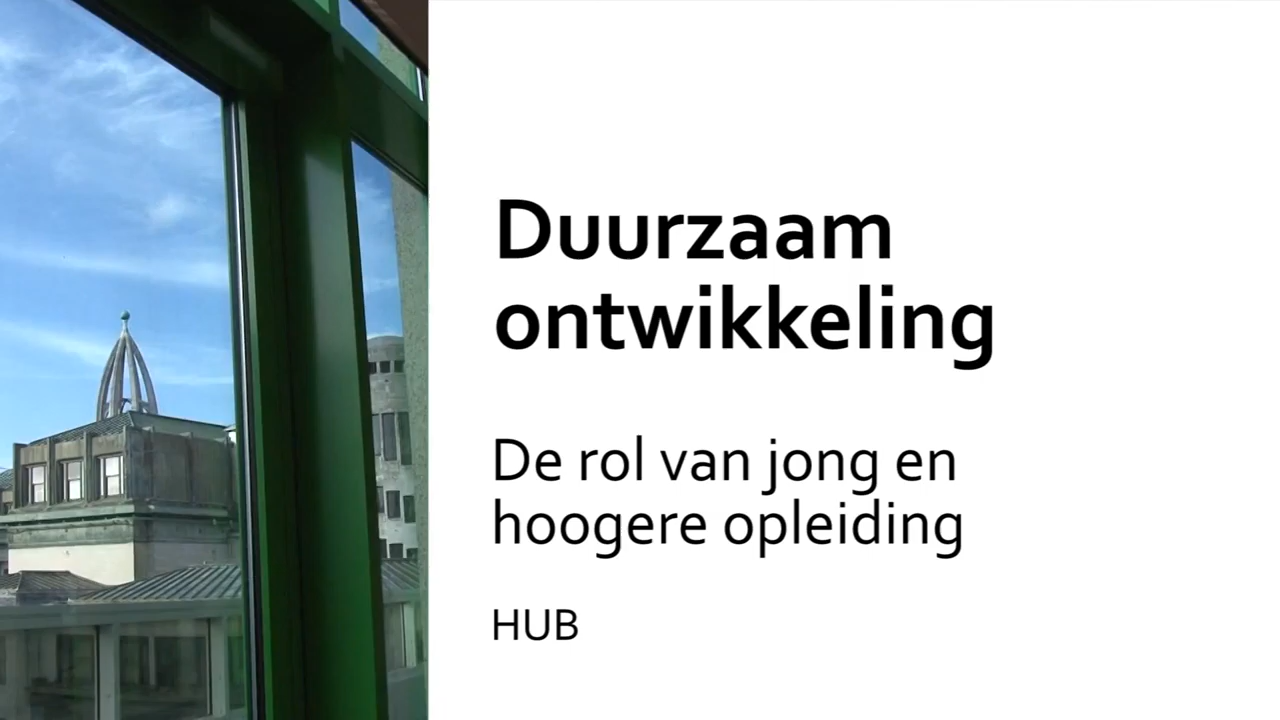 Duurzaam
ontwikkeling
De rol van jong en
hoogere opleiding
HUB